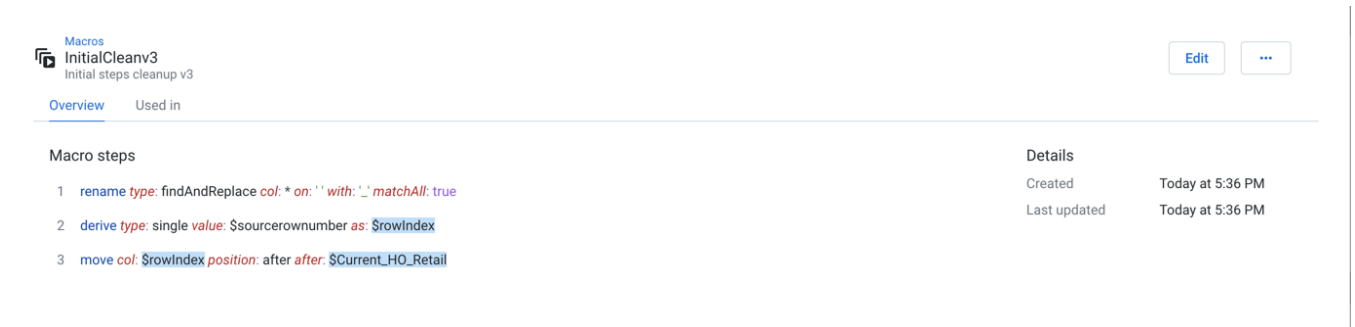 Macros
InitialCleanv3
Initial steps cleanup v3
Edit
...
Overview Used in
Macro steps
1 rename type: findAndReplace col: * on: ' ' with: '_' matchAll: true
2 derive type: single value: $sourcerownumber as: $rowIndex
3 move col: $rowIndex position: after after: $Current_HO_Retail
Details
Created Today at 5:36 PM
Last updated Today at 5:36 PM